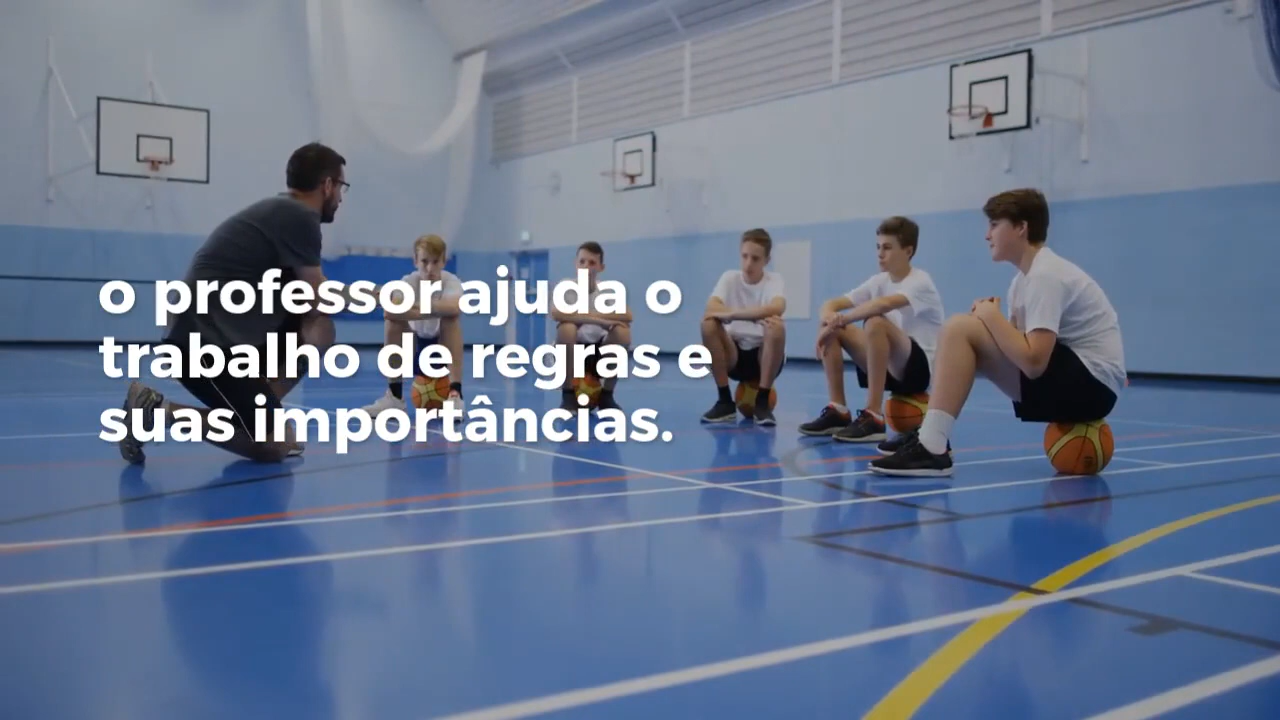 o professor ajuda o
trabalho de regras e
suas importâncias.